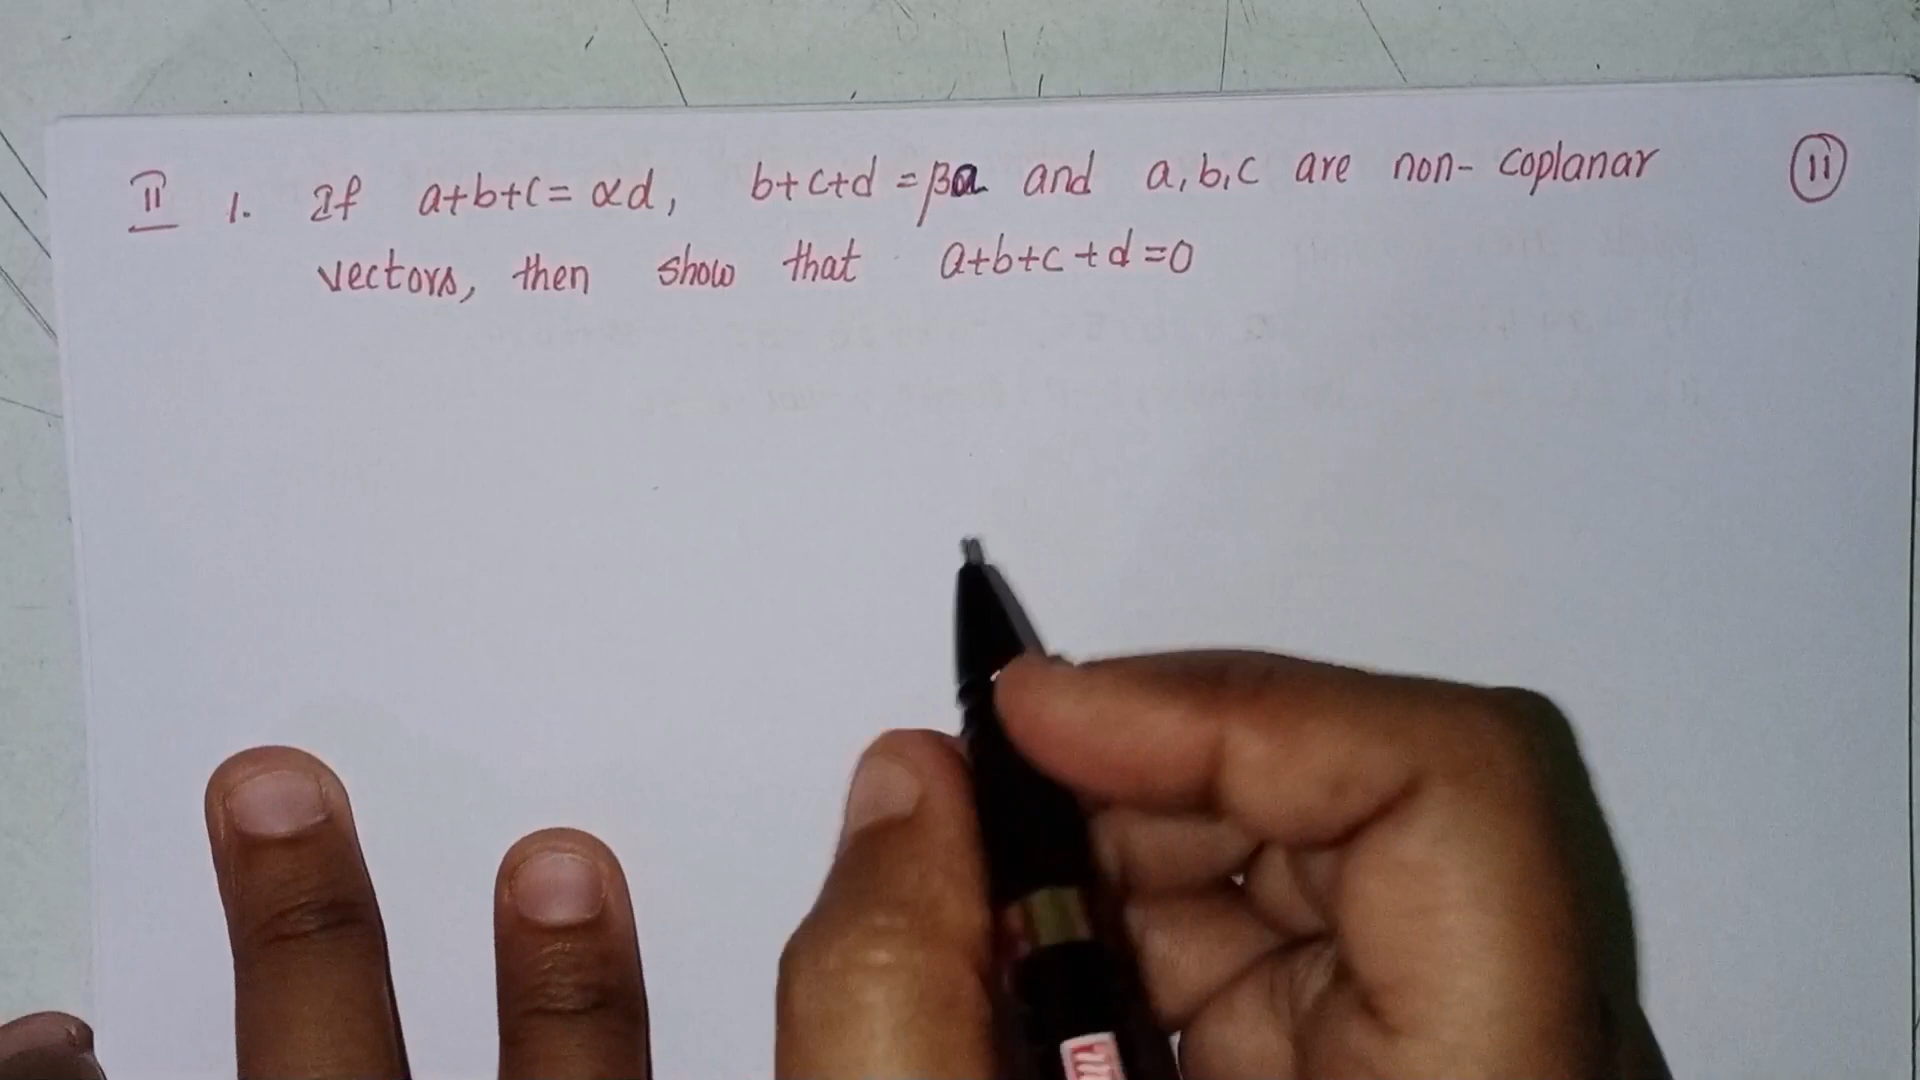 II 1. If a+b+c = αd, b+c+d = βa and a,b,c are non-coplanar 11
vectors, then show that a+b+c+d=0